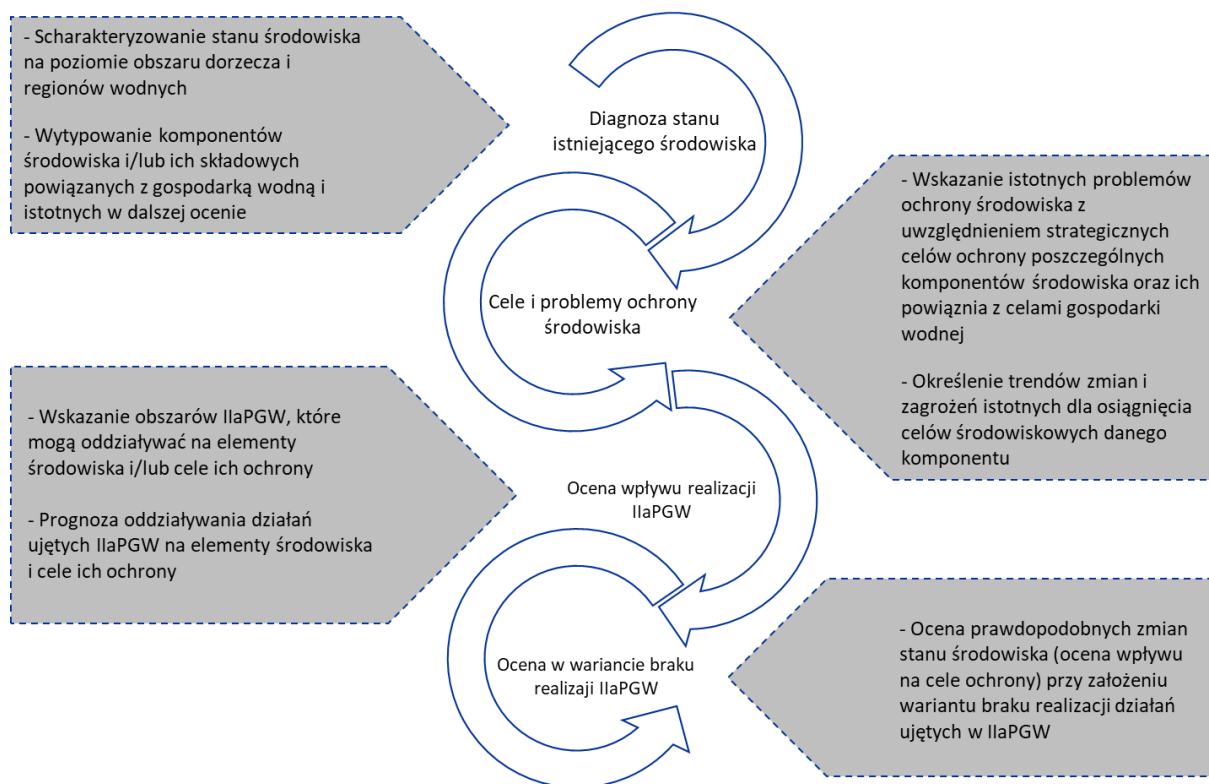 - Scharakteryzowanie stanu środowiska
na poziomie obszaru dorzecza i
regionów wodnych
- Wytypowanie komponentów
środowiska i/lub ich składowych
powiązanych z gospodarką wodną i
istotnych w dalszej ocenie
Diagnoza stanu
istniejącego środowiska
- Wskazanie istotnych problemów
ochrony środowiska z
uwzględnieniem strategicznych
celów ochrony poszczególnych
komponentów środowiska oraz ich
powiąznia z celami gospodarki
wodnej
- Określenie trendów zmian i
zagrożeń istotnych dla osiągnięcia
celów środowiskowych danego
komponentu
Cele i problemy ochrony
środowiska
- Wskazanie obszarów IIaPGW, które
mogą oddziaływać na elementy
środowiska i/lub cele ich ochrony
- Prognoza oddziaływania działań
ujętych IIaPGW na elementy środowiska
i cele ich ochrony
Ocena wpływu realizacji
IIaPGW
Ocena w wariancie braku
realizaji IIaPGW
- Ocena prawdopodobnych zmian
stanu środowiska (ocena wpływu
na cele ochrony) przy założeniu
wariantu braku realizacji działań
ujętych w IIaPGW